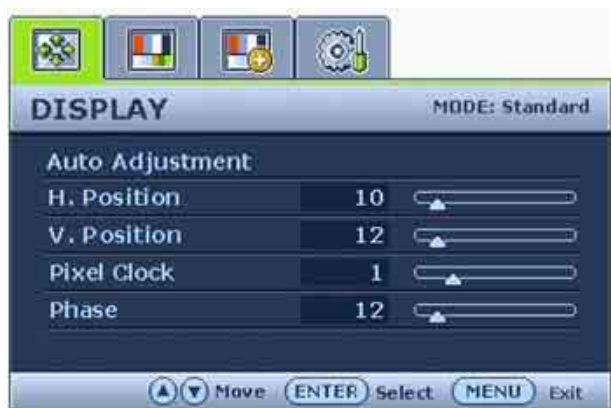 DISPLAY MODE: Standard
Auto Adjustment
H. Position 10
V. Position 12
Pixel Clock 1
Phase 12
Move ENTER Select MENU Exit